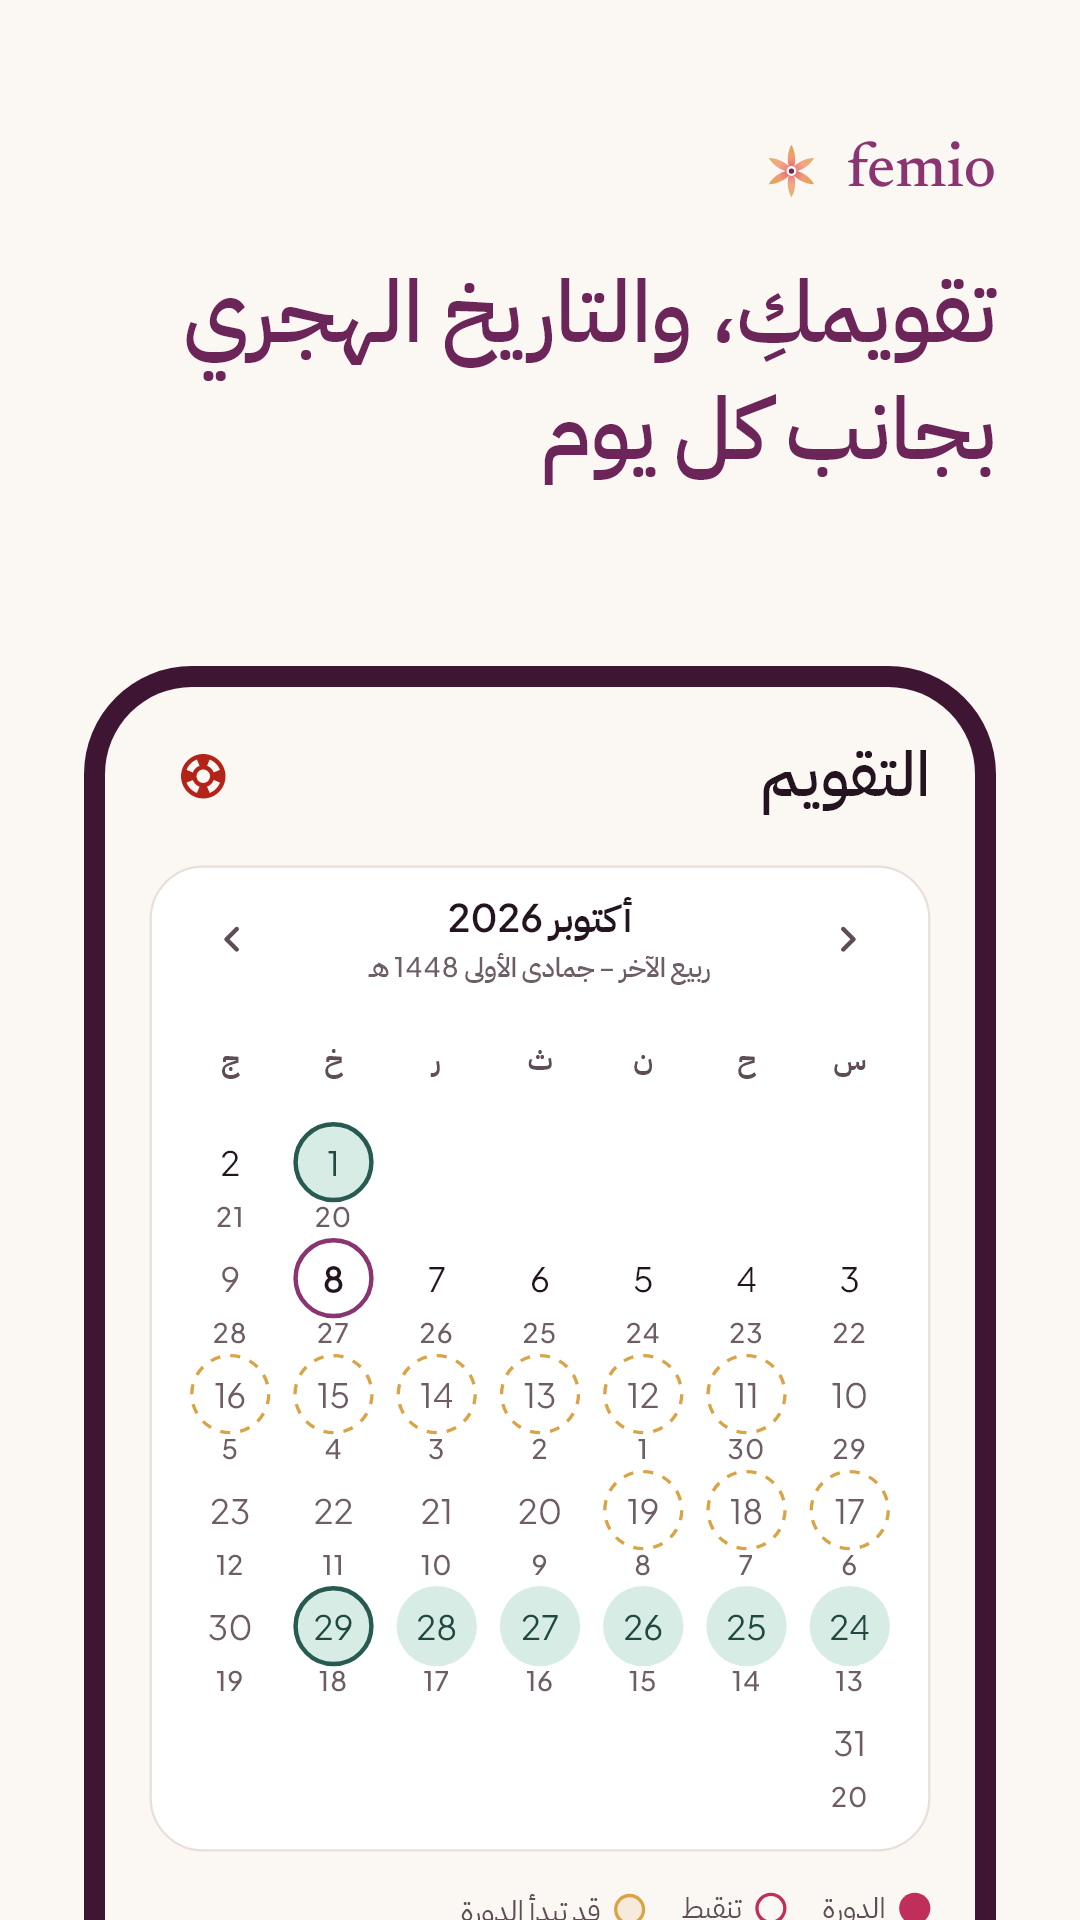 femio
تقويمكِ، والتاريخ الهجري
بجانب كل يوم
التقويم
أكتوبر 2026
ربيع الآخر – جمادى الأولى 1448 هـ
س ح ن ث ر خ ج
1 2
20 21
3 4 5 6 7 8 9
22 23 24 25 26 27 28
10 11 12 13 14 15 16
29 30 1 2 3 4 5
17 18 19 20 21 22 23
6 7 8 9 10 11 12
24 25 26 27 28 29 30
13 14 15 16 17 18 19
31
20
الدورة تنقيط قد تبدأ الدورة